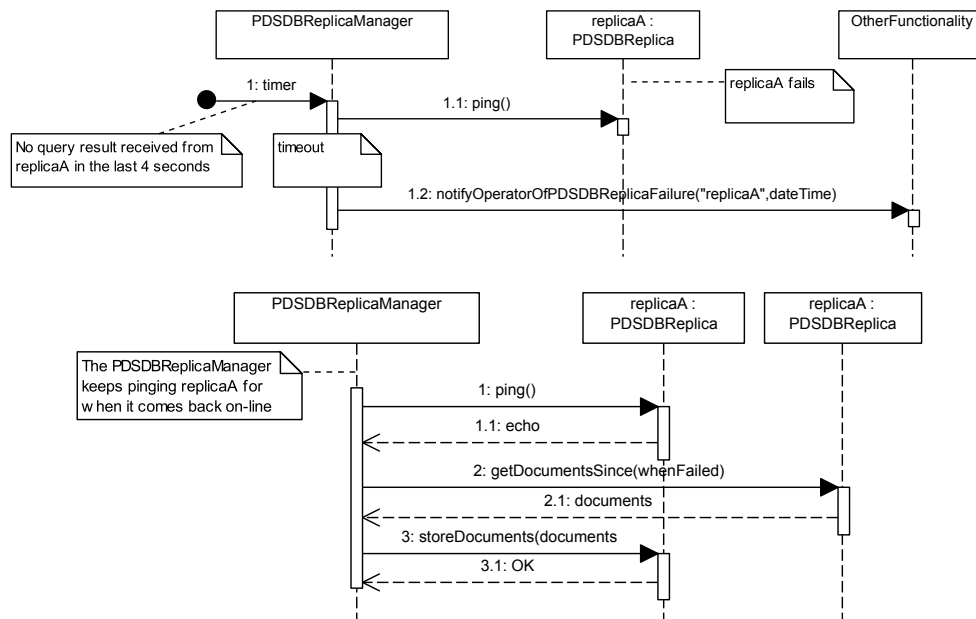 PDSDBReplicaManager
replicaA :
PDSDBReplica
OtherFunctionality
replicaA fails
1: timer
1.1: ping()
No query result received from
replicaA in the last 4 seconds
timeout
1.2: notifyOperatorOfPDSDBReplicaFailure("replicaA",dateTime)
PDSDBReplicaManager
replicaA :
PDSDBReplica
replicaA :
PDSDBReplica
The PDSDBReplicaManager
keeps pinging replicaA for
when it comes back on-line
1: ping()
1.1: echo
2: getDocumentsSince(whenFailed)
2.1: documents
3: storeDocuments(documents
3.1: OK